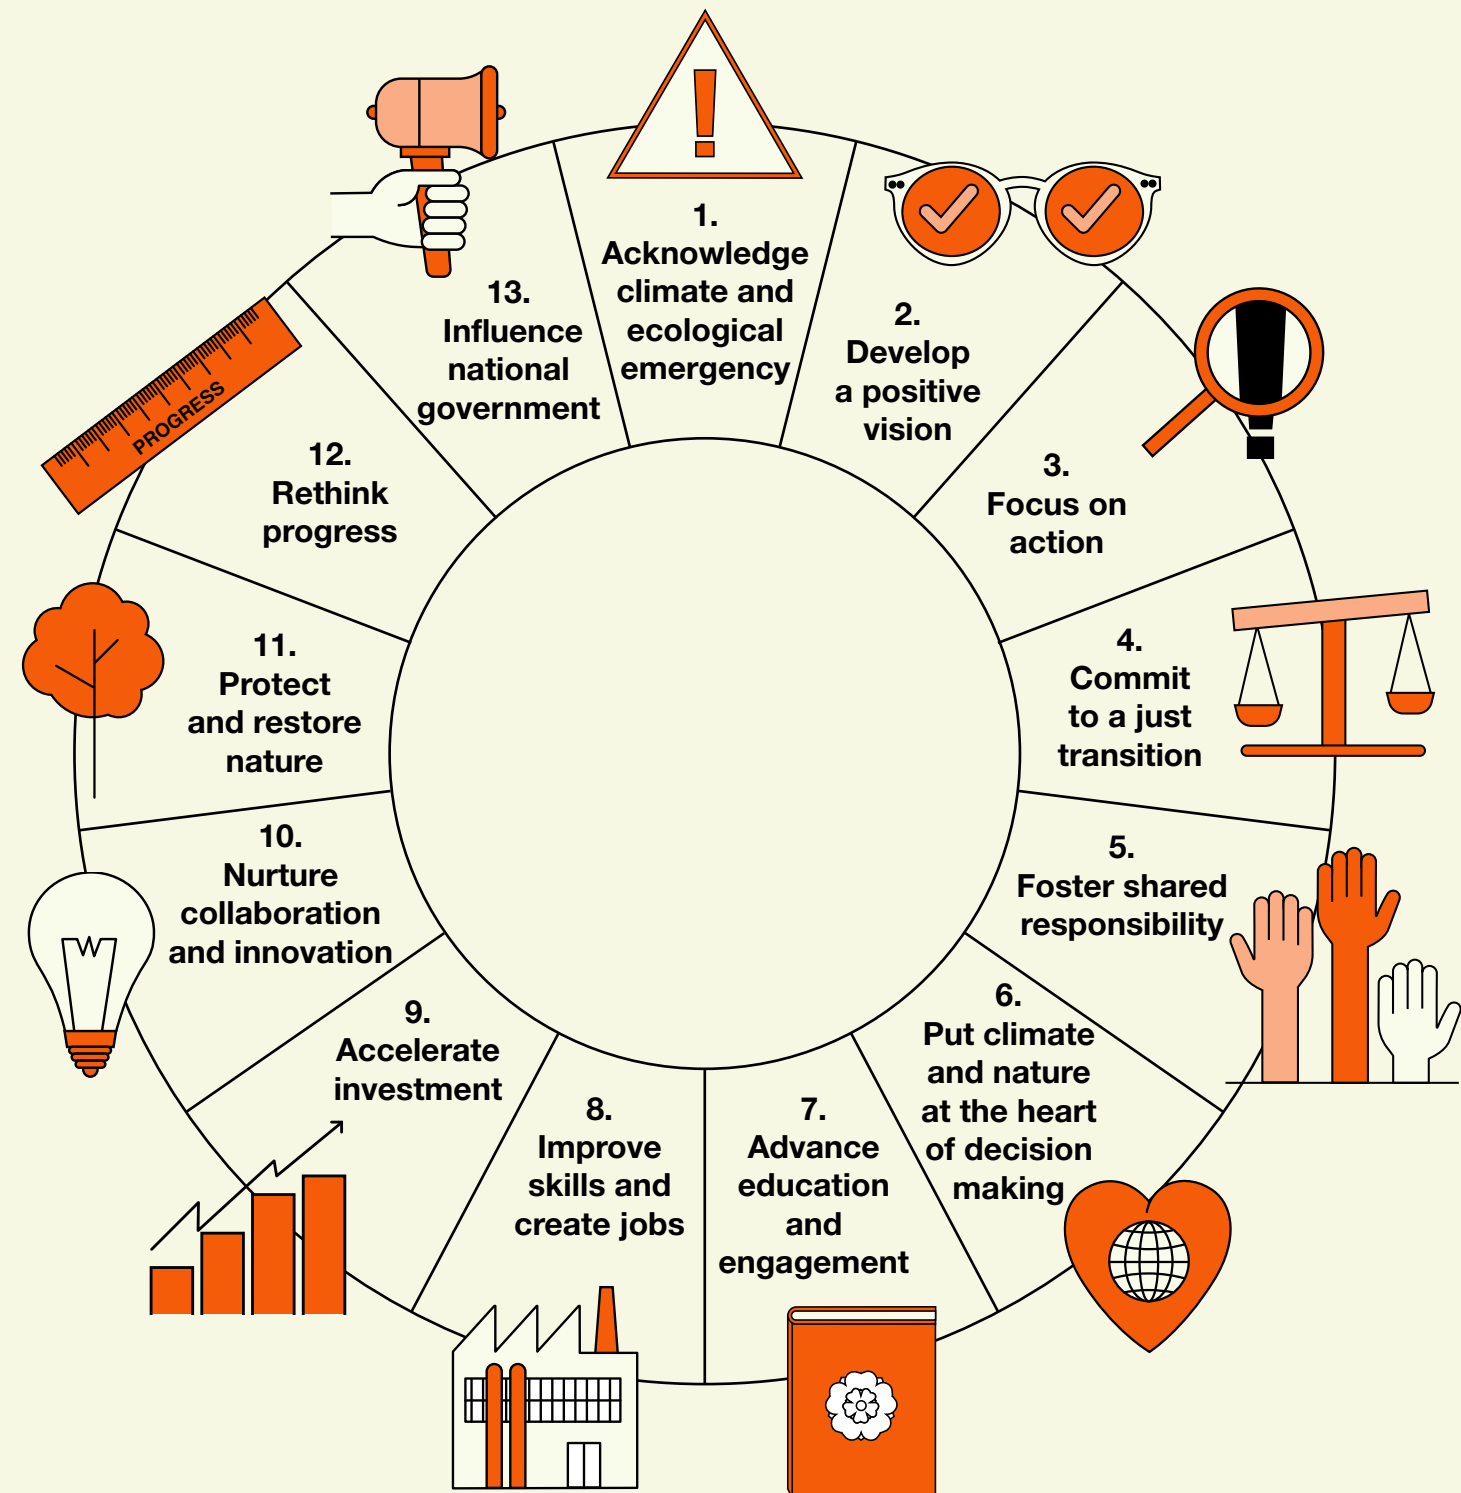 1.
Acknowledge
climate and
ecological
emergency
2.
Develop
a positive
vision
3.
Focus on
action
4.
Commit
to a just
transition
5.
Foster shared
responsibility
6.
Put climate
and nature
at the heart
of decision
making
7.
Advance
education
and
engagement
8.
Improve
skills and
create jobs
9.
Accelerate
investment
10.
Nurture
collaboration
and innovation
11.
Protect
and restore
nature
12.
Rethink
progress
PROGRESS
13.
Influence
national
government